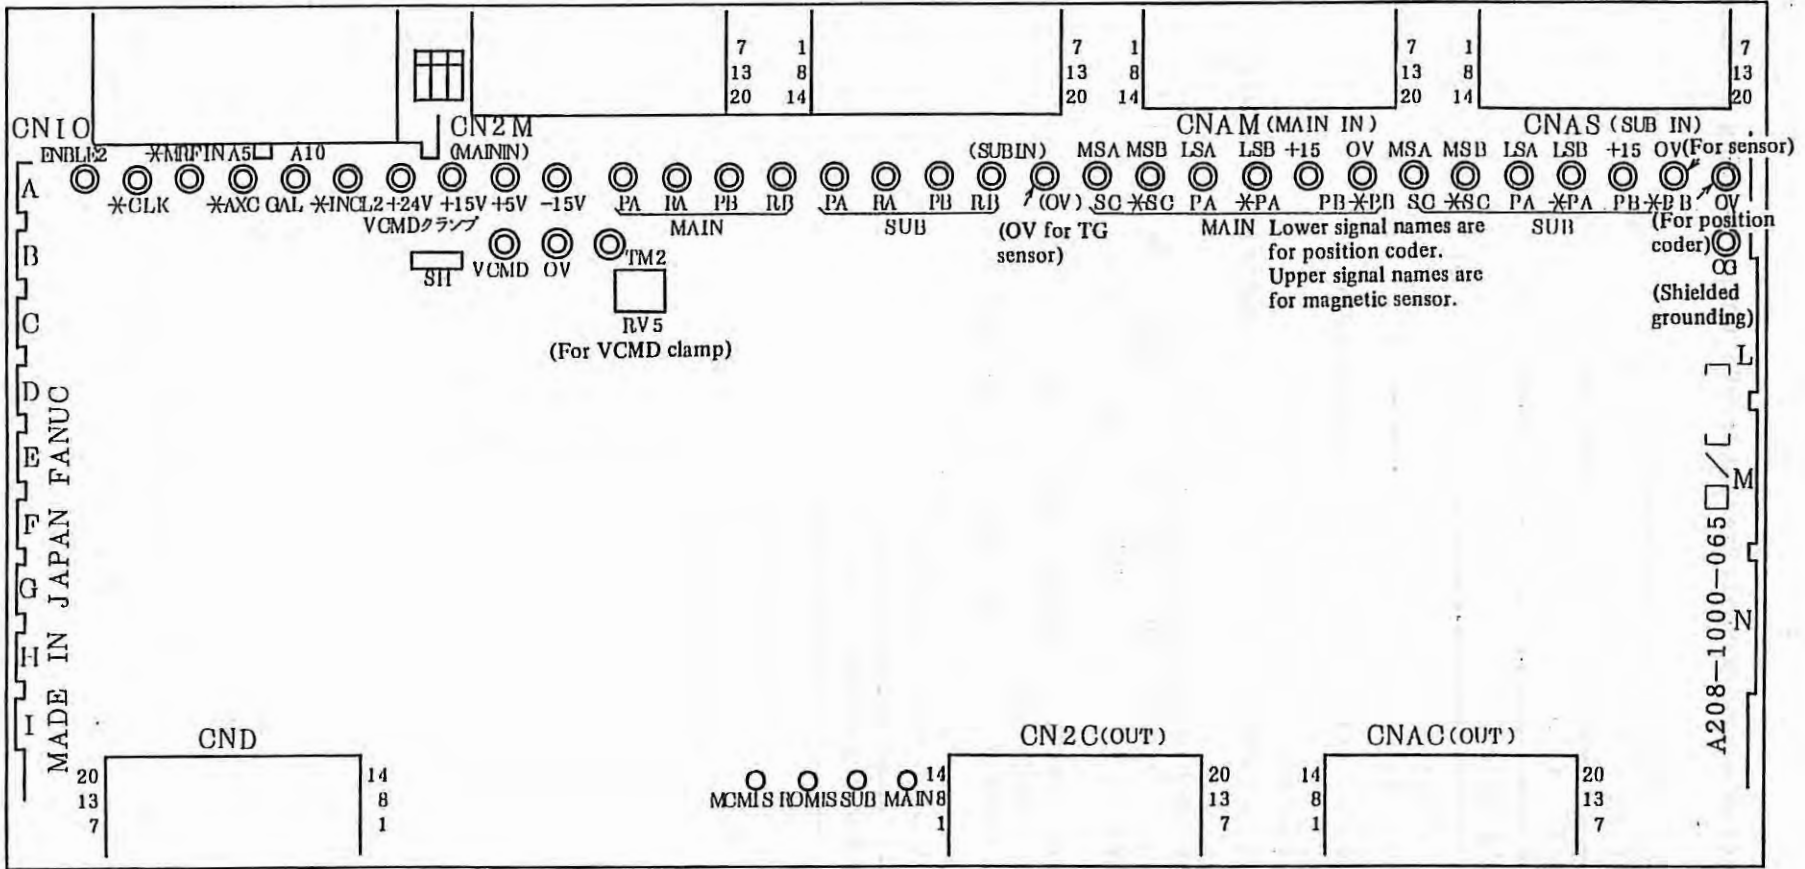 7 1 7 1 7 1 7
13 8 13 8 13 8 13
20 14 20 14 20 14 20
CNIO CN2M CNAM (MAIN IN) CNAS (SUB IN)
(MAININ)
ENBLE2 *MRFIN A5 A10 (SUBIN) MSA MSB LSA LSB +15 OV MSA MSB LSA LSB +15 OV (For sensor)
*CLK *AXC GAL *INCL2 +24V +15V +5V -15V PA RA PB RB PA RA PB RB (OV) SC *SC PA *PA PB *PB SC *SC PA *PA PB *PB OV
MAIN SUB MAIN SUB
(OV for TG
sensor)
Lower signal names are
for position coder.
Upper signal names are
for magnetic sensor.
(For position
coder)
VCMDクランプ
SH VCMD OV TM2
RV5
(For VCMD clamp)
(Shielded
grounding)
A
B
C
D
E
F
G
H
I
MADE IN JAPAN FANUC
L
M
N
A20B-1000-065□/[ ]
CND CN2C(OUT) CNAC(OUT)
20 14 14 20 14 20
13 8 8 13 8 13
7 1 1 7 1 7
MCMIS ROMIS SUB MAIN